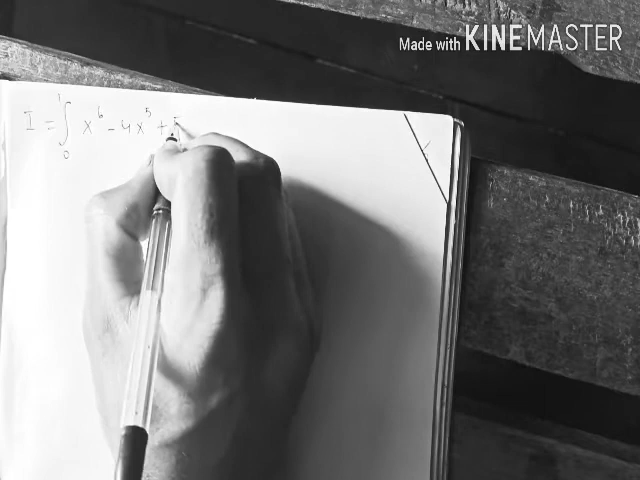 Made with KINEMASTER
I = ∫₀¹ x⁶ - 4x⁵ +